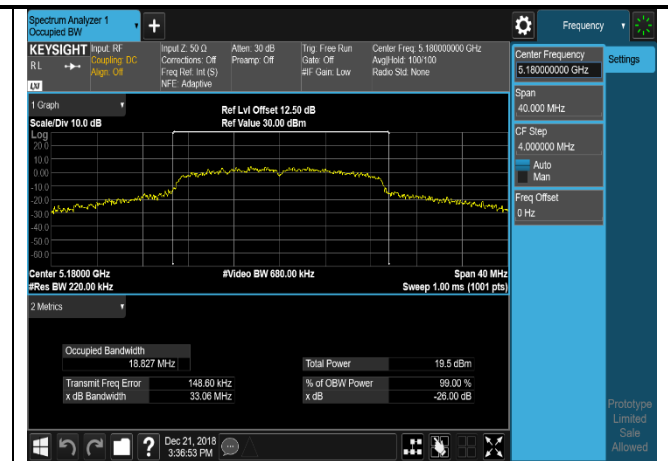 Spectrum Analyzer 1
Occupied BW
+
Frequency
KEYSIGHT
RL
LXI
Input: RF
Coupling: DC
Align: Off
Input Z: 50 Ω
Corrections: Off
Freq Ref: Int (S)
NFE: Adaptive
Atten: 30 dB
Preamp: Off
Trig: Free Run
Gate: Off
#IF Gain: Low
Center Freq: 5.180000000 GHz
Avg|Hold: 100/100
Radio Std: None
Center Frequency
5.180000000 GHz
Settings
Span
40.000 MHz
CF Step
4.000000 MHz
Auto
Man
Freq Offset
0 Hz
1 Graph
Scale/Div 10.0 dB
Ref Lvl Offset 12.50 dB
Ref Value 30.00 dBm
Log
20.0
10.0
0.00
-10.0
-20.0
-30.0
-40.0
-50.0
-60.0
Center 5.18000 GHz
#Res BW 220.00 kHz
#Video BW 680.00 kHz
Span 40 MHz
Sweep 1.00 ms (1001 pts)
2 Metrics
Occupied Bandwidth
18.827 MHz
Total Power 19.5 dBm
Transmit Freq Error 148.60 kHz
% of OBW Power 99.00 %
x dB Bandwidth 33.06 MHz
x dB -26.00 dB
Prototype
Limited
Sale
Allowed
?
Dec 21, 2018
3:36:53 PM